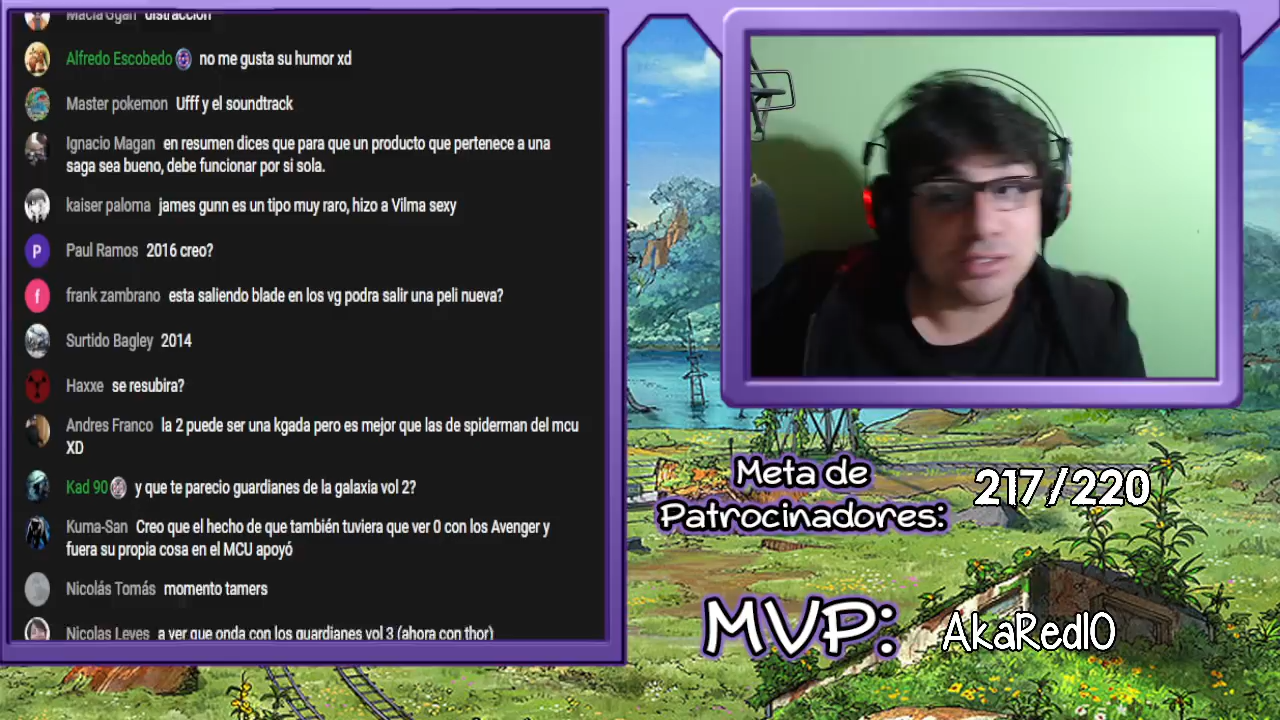 Macia Ggari distracción
Alfredo Escobedo no me gusta su humor xd
Master pokemon Ufff y el soundtrack
Ignacio Magan en resumen dices que para que un producto que pertenece a una
saga sea bueno, debe funcionar por si sola.
kaiser paloma james gunn es un tipo muy raro, hizo a Vilma sexy
P Paul Ramos 2016 creo?
f frank zambrano esta saliendo blade en los vg podra salir una peli nueva?
Surtido Bagley 2014
Haxxe se resubira?
Andres Franco la 2 puede ser una kgada pero es mejor que las de spiderman del mcu
XD
Kad 90 y que te parecio guardianes de la galaxia vol 2?
Kuma-San Creo que el hecho de que también tuviera que ver 0 con los Avenger y
fuera su propia cosa en el MCU apoyó
Nicolás Tomás momento tamers
Nicolas Leyes a ver que onda con los guardianes vol 3 (ahora con thor)
Meta de
Patrocinadores:
217/220
MVP:
AkaRed10